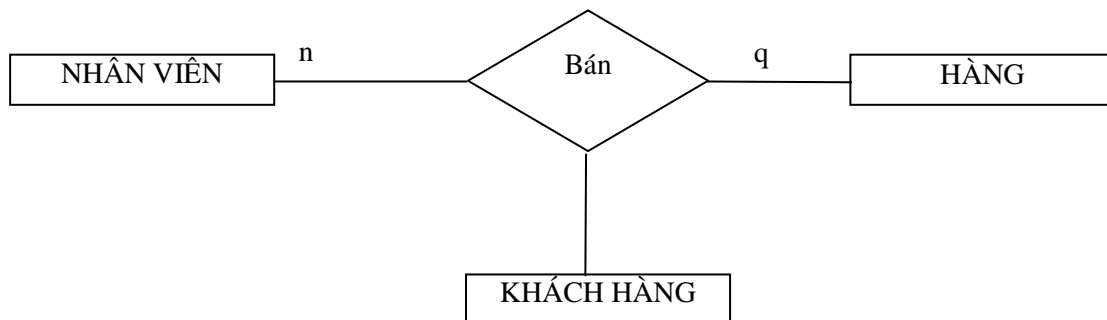 n
Bán
q
NHÂN VIÊN
HÀNG
KHÁCH HÀNG